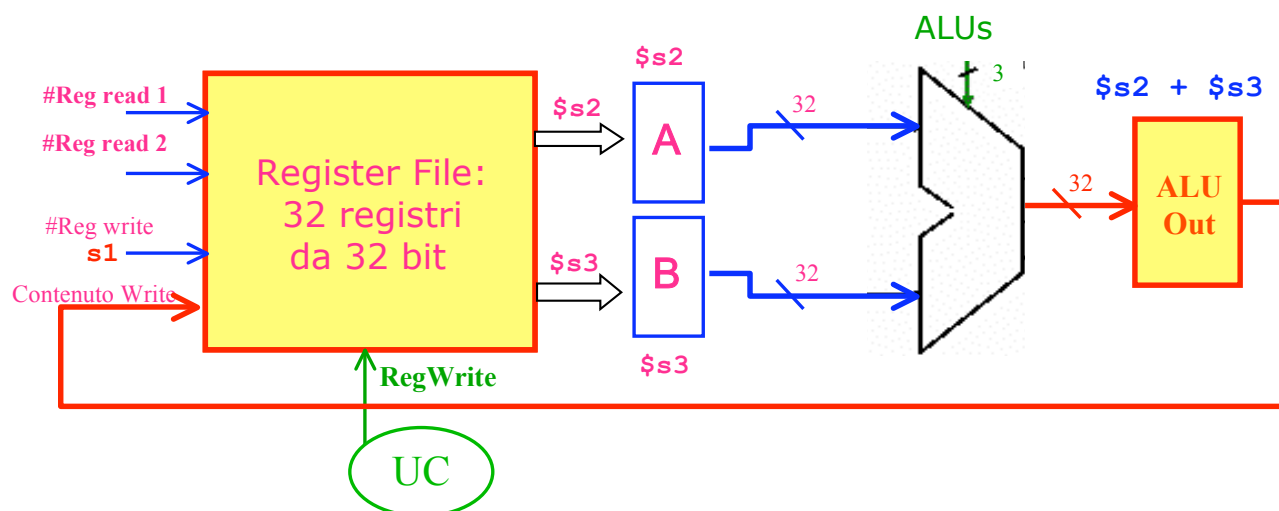 ALUs
3
$s2
$s2 + $s3
#Reg read 1
$s2
32
#Reg read 2
A
Register File:
32 registri
da 32 bit
32
ALU
Out
#Reg write
s1
$s3
B
32
Contenuto Write
$s3
RegWrite
UC